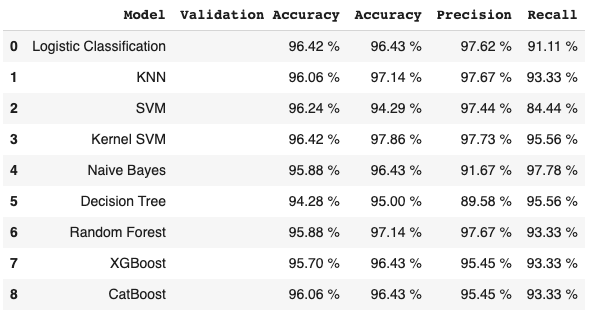 Model Validation Accuracy Accuracy Precision Recall
0 Logistic Classification 96.42 % 96.43 % 97.62 % 91.11 %
1 KNN 96.06 % 97.14 % 97.67 % 93.33 %
2 SVM 96.24 % 94.29 % 97.44 % 84.44 %
3 Kernel SVM 96.42 % 97.86 % 97.73 % 95.56 %
4 Naive Bayes 95.88 % 96.43 % 91.67 % 97.78 %
5 Decision Tree 94.28 % 95.00 % 89.58 % 95.56 %
6 Random Forest 95.88 % 97.14 % 97.67 % 93.33 %
7 XGBoost 95.70 % 96.43 % 95.45 % 93.33 %
8 CatBoost 96.06 % 96.43 % 95.45 % 93.33 %